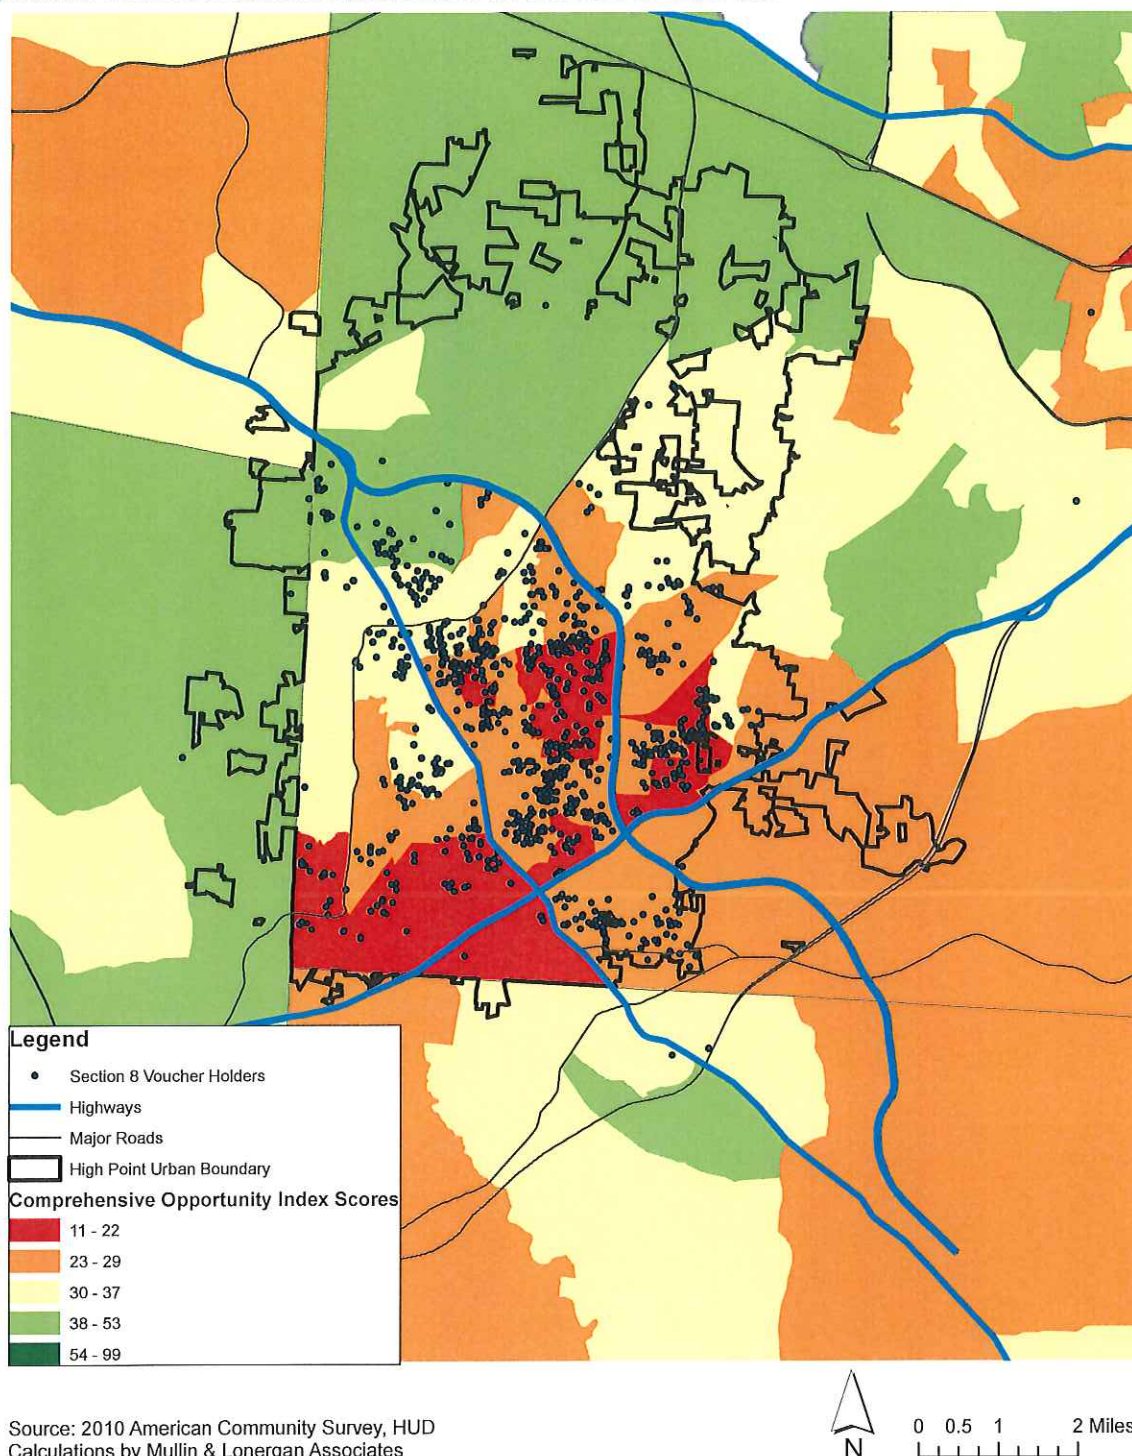 Legend
Section 8 Voucher Holders
Highways
Major Roads
High Point Urban Boundary
Comprehensive Opportunity Index Scores
11 - 22
23 - 29
30 - 37
38 - 53
54 - 99
Source: 2010 American Community Survey, HUD
Calculations by Mullin & Lonergan Associates
N
0 0.5 1 2 Miles